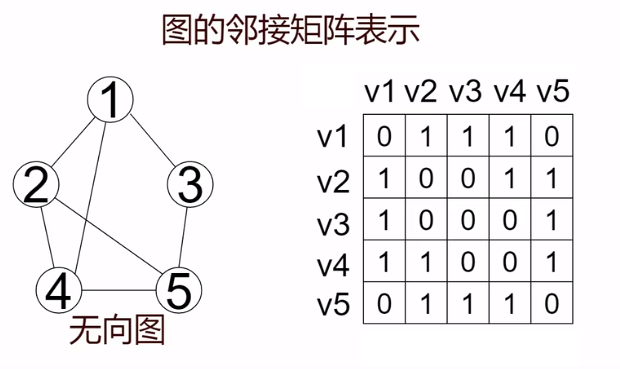 图的邻接矩阵表示
1
2
3
4
5
无向图
v1 v2 v3 v4 v5
v1 0 1 1 1 0
v2 1 0 0 1 1
v3 1 0 0 0 1
v4 1 1 0 0 1
v5 0 1 1 1 0